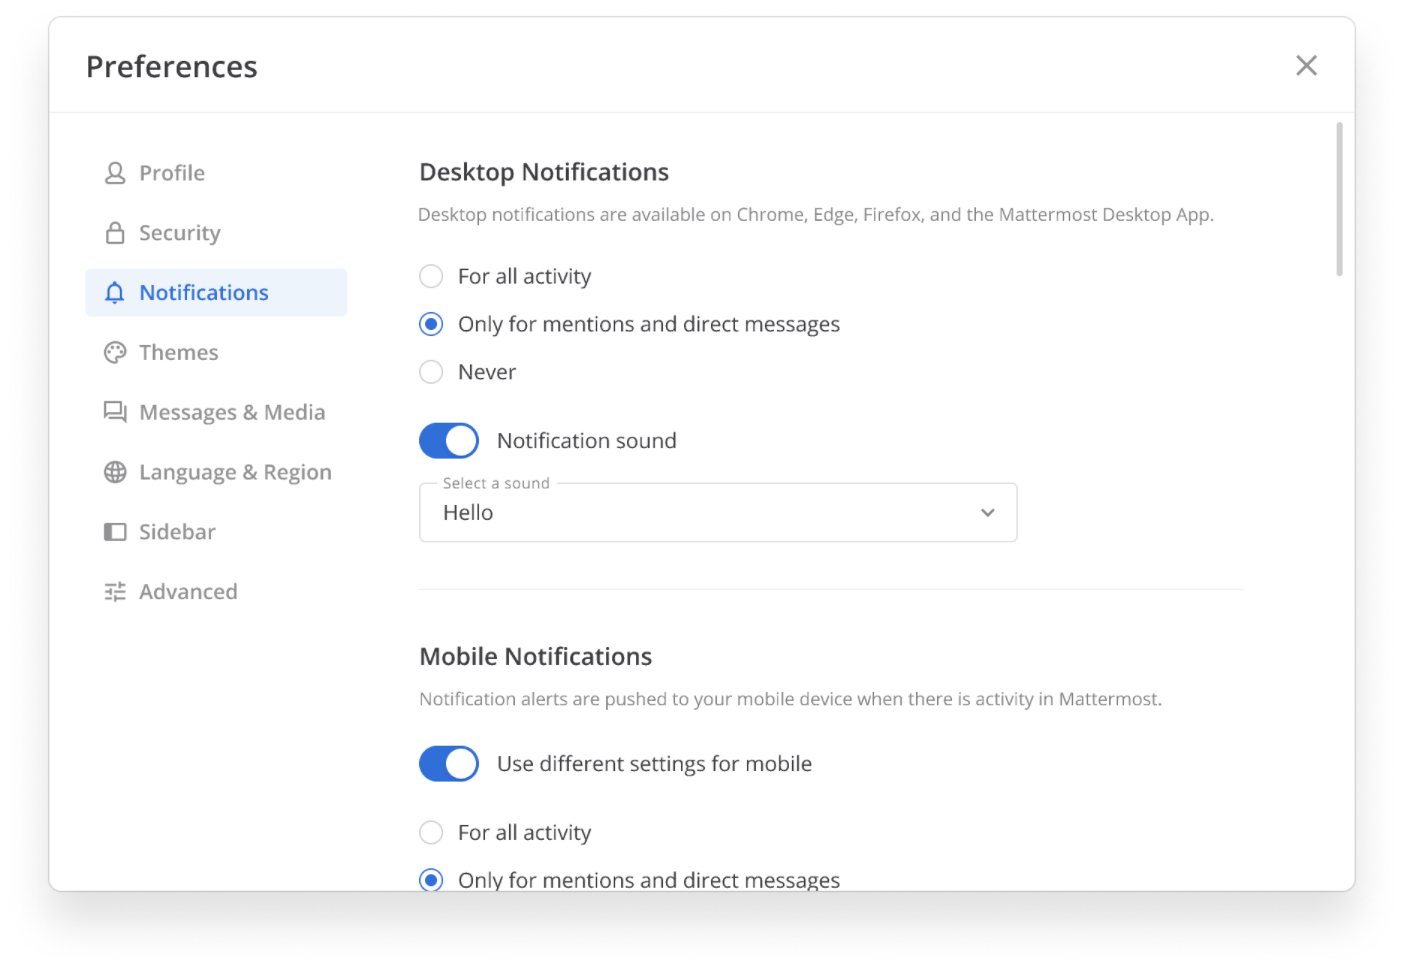 Preferences
Profile
Security
Notifications
Themes
Messages & Media
Language & Region
Sidebar
Advanced
Desktop Notifications
Desktop notifications are available on Chrome, Edge, Firefox, and the Mattermost Desktop App.
For all activity
Only for mentions and direct messages
Never
Notification sound
Select a sound
Hello
Mobile Notifications
Notification alerts are pushed to your mobile device when there is activity in Mattermost.
Use different settings for mobile
For all activity
Only for mentions and direct messages